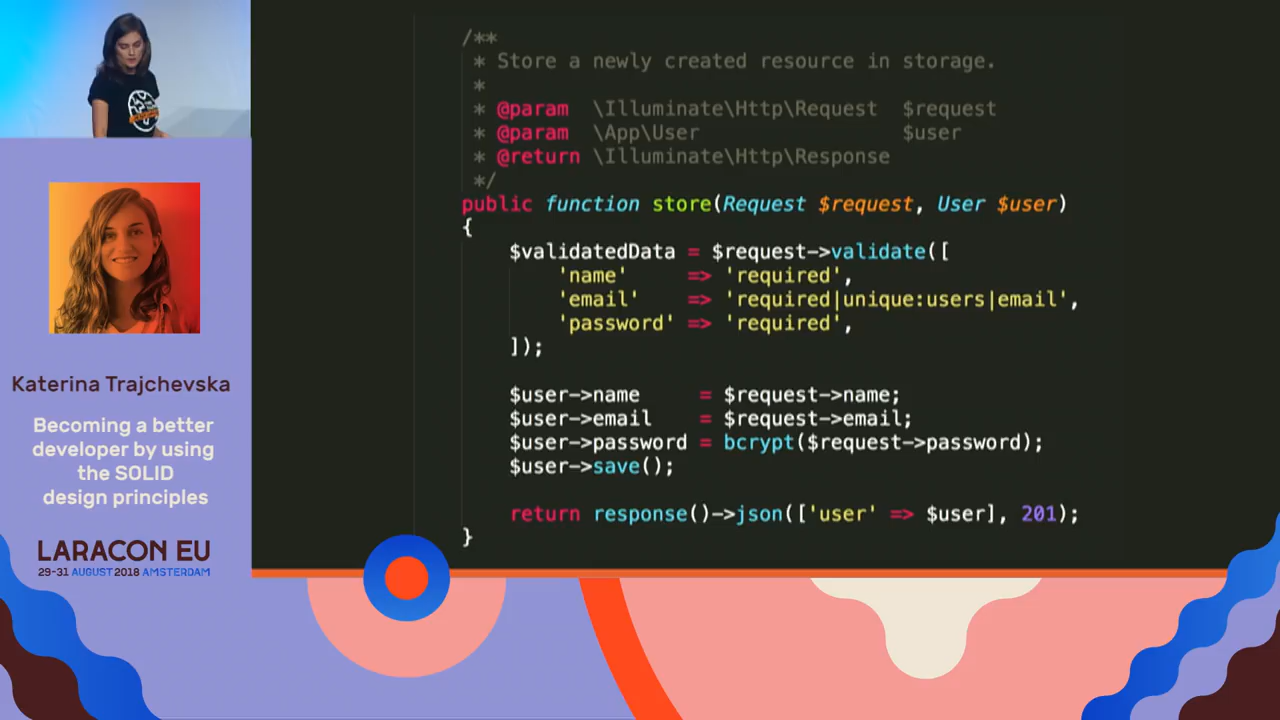 /**
* Store a newly created resource in storage.
*
* @param \Illuminate\Http\Request $request
* @param \App\User $user
* @return \Illuminate\Http\Response
*/
public function store(Request $request, User $user)
{
$validatedData = $request->validate([
'name' => 'required',
'email' => 'required|unique:users|email',
'password' => 'required',
]);
$user->name = $request->name;
$user->email = $request->email;
$user->password = bcrypt($request->password);
$user->save();
return response()->json(['user' => $user], 201);
}
Katerina Trajchevska
Becoming a better
developer by using
the SOLID
design principles
LARACON EU
29-31 AUGUST 2018 AMSTERDAM